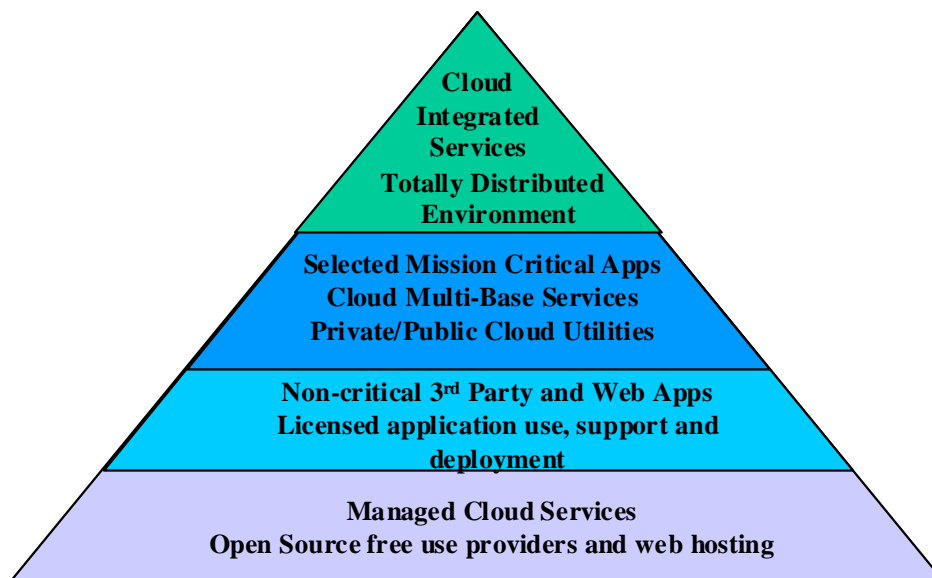 Cloud
Integrated
Services
Totally Distributed
Environment
Selected Mission Critical Apps
Cloud Multi-Base Services
Private/Public Cloud Utilities
Non-critical 3rd Party and Web Apps
Licensed application use, support and
deployment
Managed Cloud Services
Open Source free use providers and web hosting